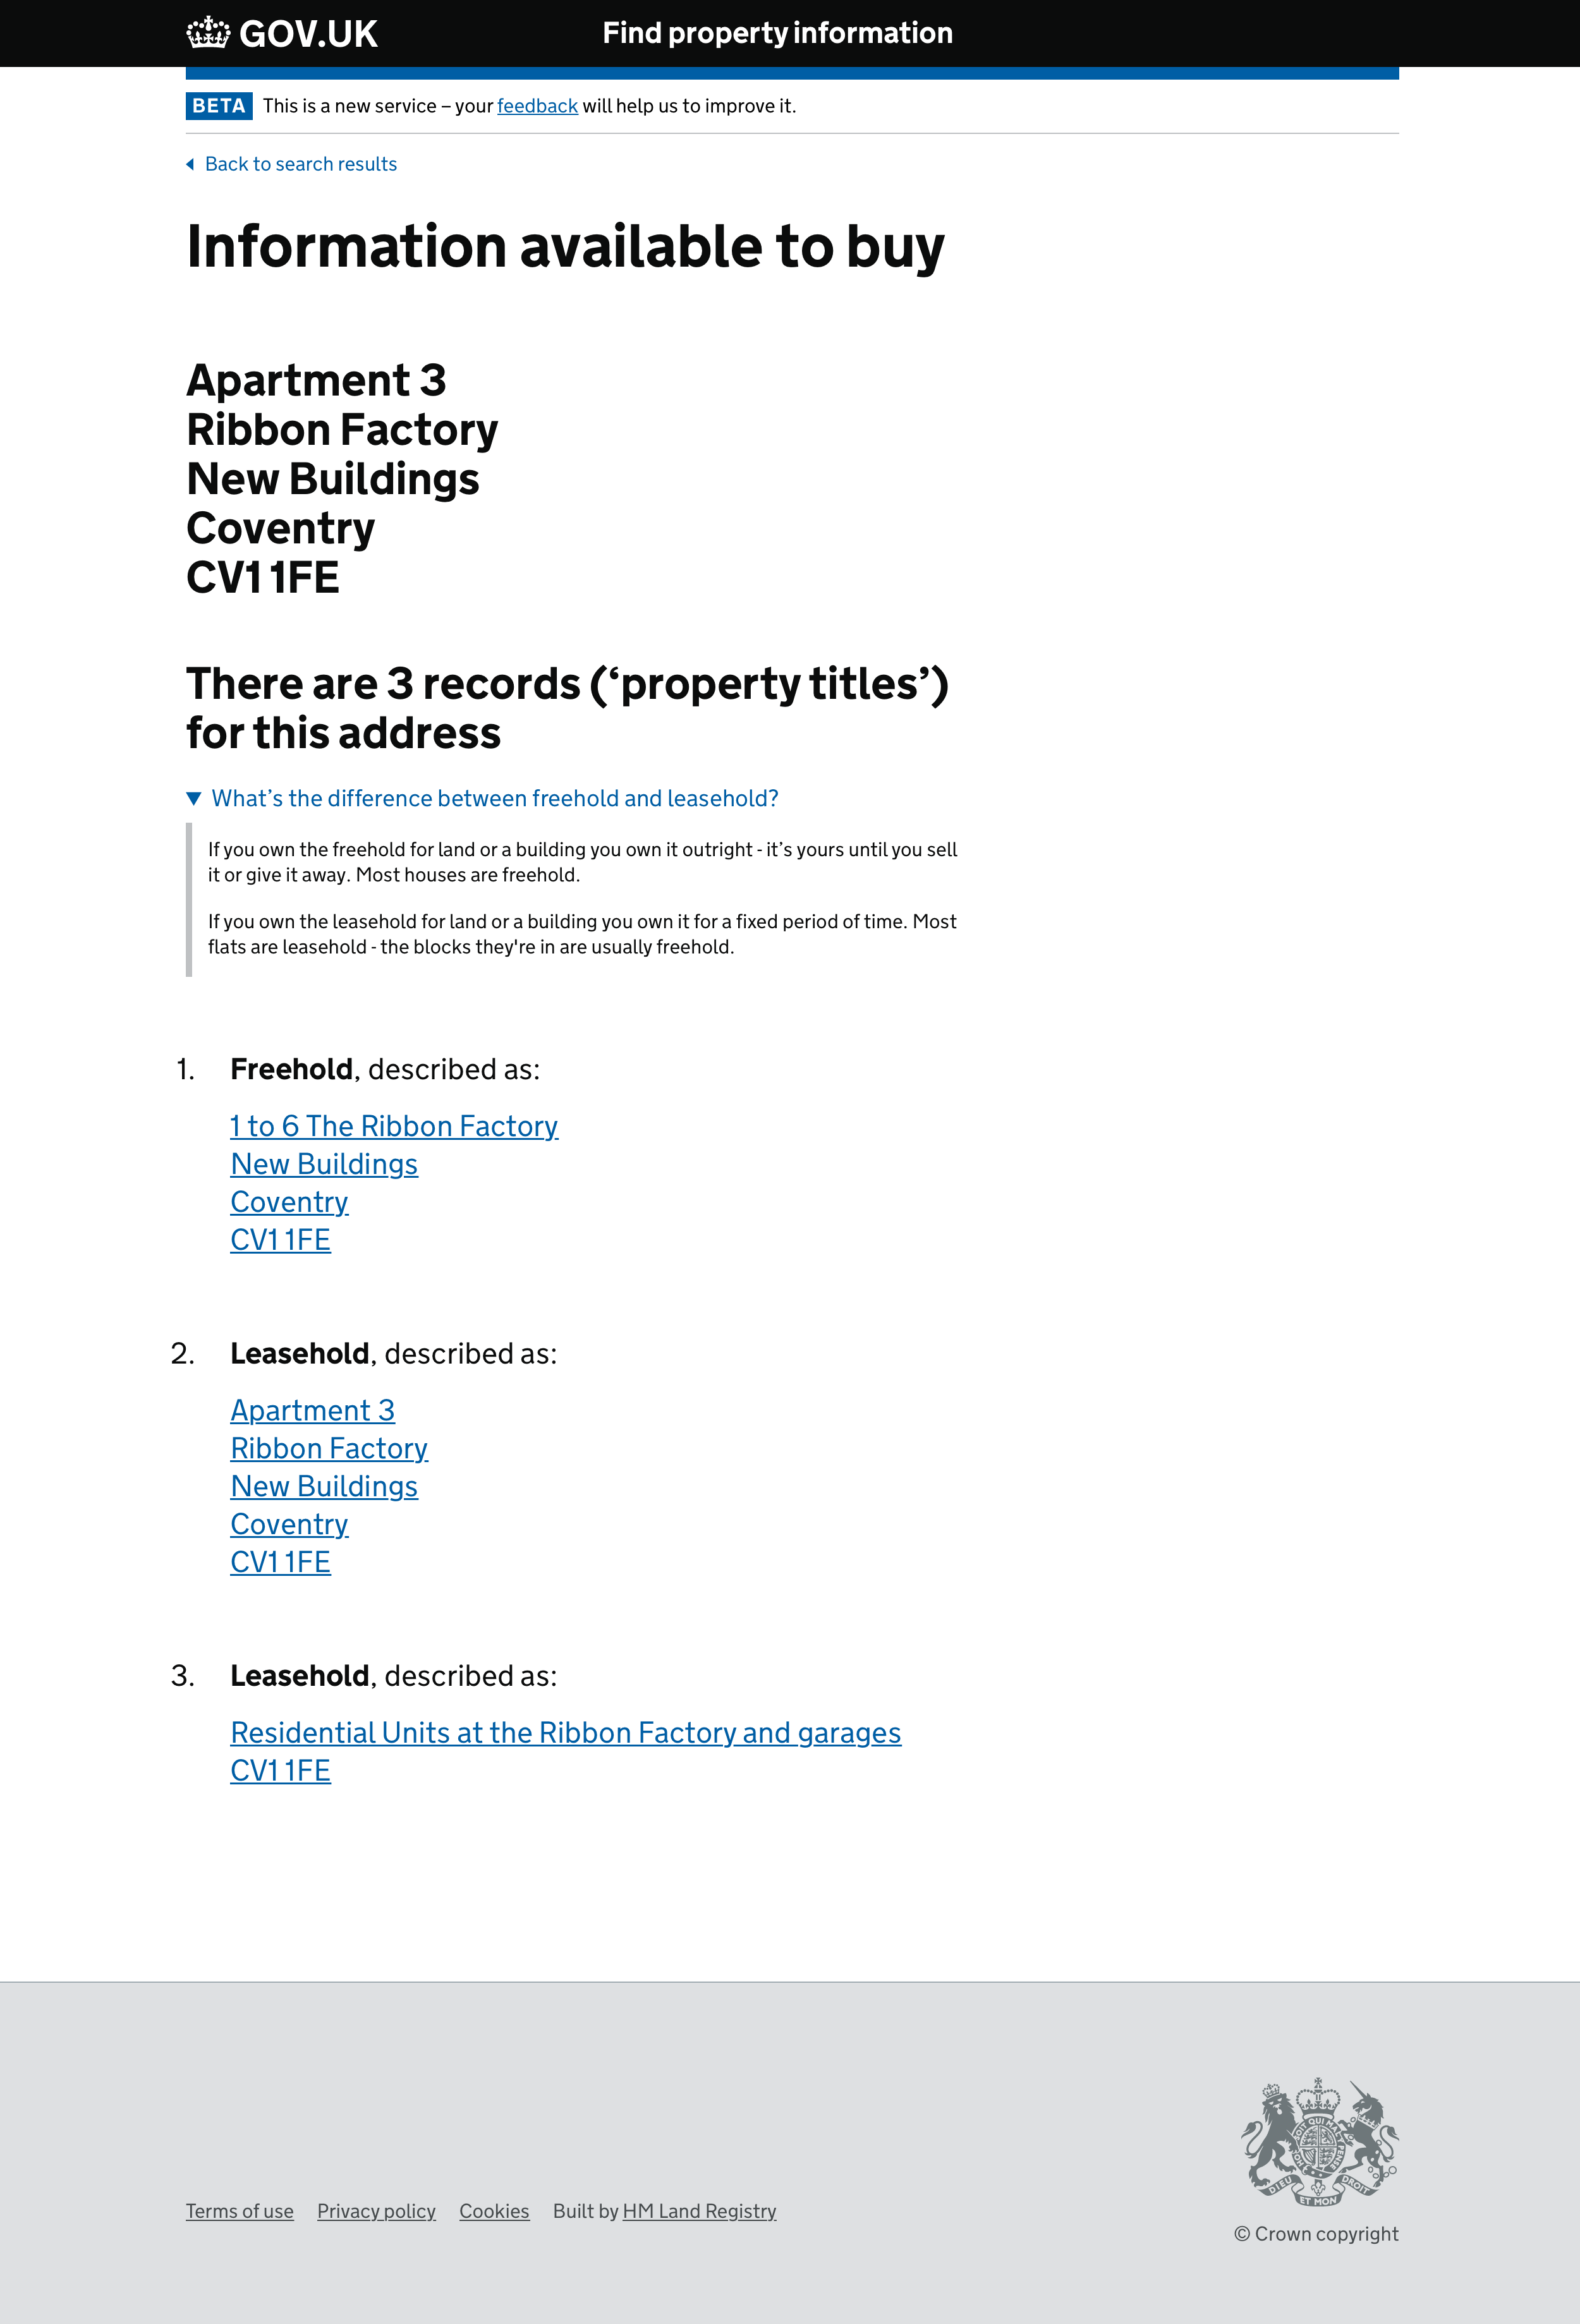 GOV.UK
Find property information
BETA This is a new service – your feedback will help us to improve it.
Back to search results
Information available to buy
Apartment 3
Ribbon Factory
New Buildings
Coventry
CV1 1FE
There are 3 records (‘property titles’)
for this address
What’s the difference between freehold and leasehold?
If you own the freehold for land or a building you own it outright - it’s yours until you sell
it or give it away. Most houses are freehold.
If you own the leasehold for land or a building you own it for a fixed period of time. Most
flats are leasehold - the blocks they're in are usually freehold.
1. Freehold, described as:
1 to 6 The Ribbon Factory
New Buildings
Coventry
CV1 1FE
2. Leasehold, described as:
Apartment 3
Ribbon Factory
New Buildings
Coventry
CV1 1FE
3. Leasehold, described as:
Residential Units at the Ribbon Factory and garages
CV1 1FE
DIEU ET MON DROIT
Terms of use Privacy policy Cookies Built by HM Land Registry
© Crown copyright